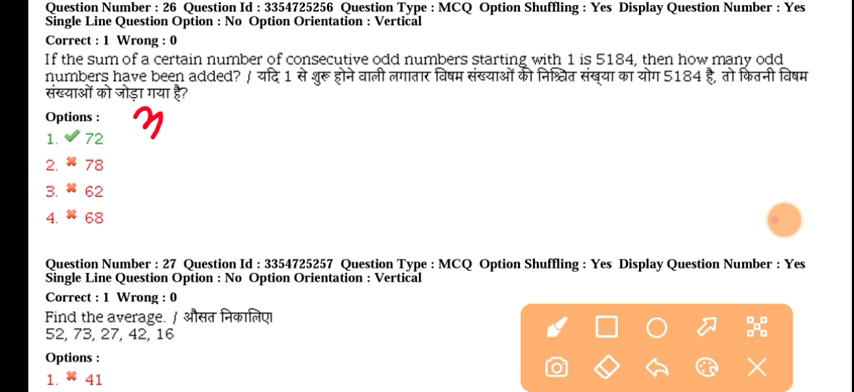 Question Number : 26 Question Id : 3354725256 Question Type : MCQ Option Shuffling : Yes Display Question Number : Yes
Single Line Question Option : No Option Orientation : Vertical
Correct : 1 Wrong : 0
If the sum of a certain number of consecutive odd numbers starting with 1 is 5184, then how many odd
numbers have been added? / यदि 1 से शुरू होने वाली लगातार विषम संख्याओं की निश्चित संख्या का योग 5184 है, तो कितनी विषम
संख्याओं को जोड़ा गया है?
Options :
3
1. 72
2. 78
3. 62
4. 68
Question Number : 27 Question Id : 3354725257 Question Type : MCQ Option Shuffling : Yes Display Question Number : Yes
Single Line Question Option : No Option Orientation : Vertical
Correct : 1 Wrong : 0
Find the average. / औसत निकालिए।
52, 73, 27, 42, 16
Options :
1. 41